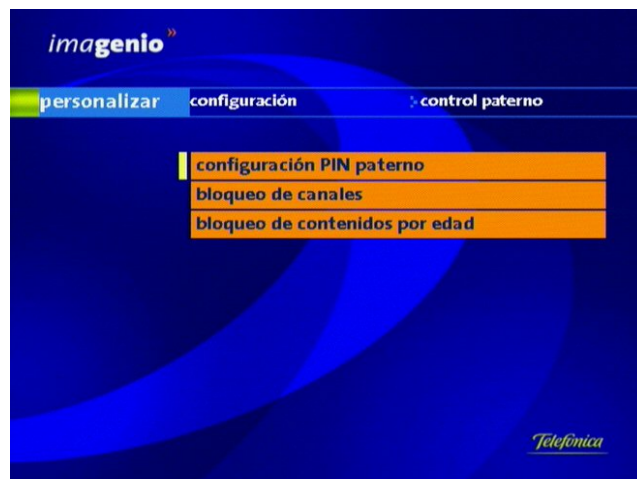 imagenio»
personalizar configuración control paterno
configuración PIN paterno
bloqueo de canales
bloqueo de contenidos por edad
Telefónica